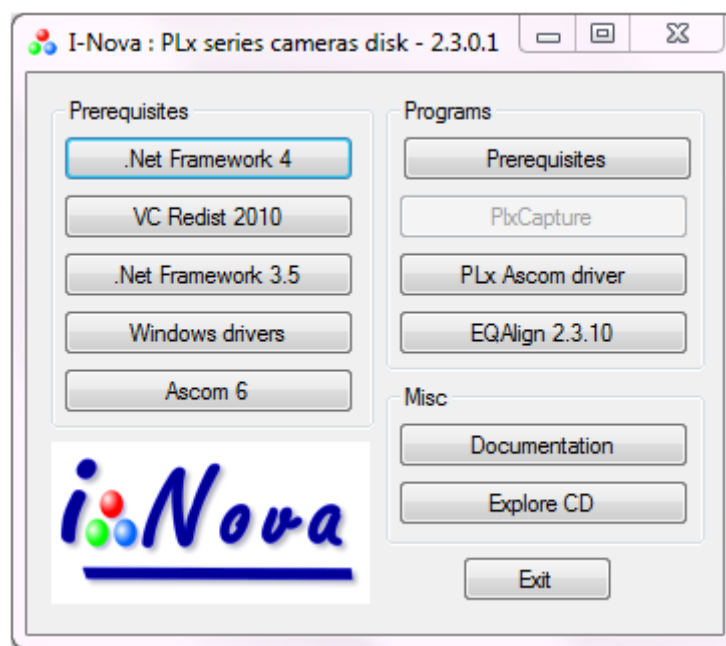 I-Nova : PLx series cameras disk - 2.3.0.1
Prerequisites
.Net Framework 4
VC Redist 2010
.Net Framework 3.5
Windows drivers
Ascom 6
Programs
Prerequisites
PlxCapture
PLx Ascom driver
EQAlign 2.3.10
Misc
Documentation
Explore CD
Exit
i Nova